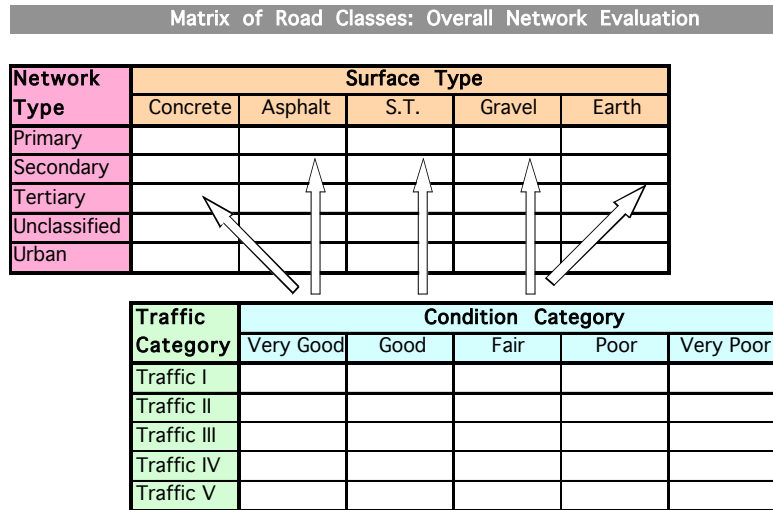 Matrix of Road Classes: Overall Network Evaluation
Network Type
Surface Type
Concrete Asphalt S.T. Gravel Earth
Primary
Secondary
Tertiary
Unclassified
Urban
Traffic Category
Condition Category
Very Good Good Fair Poor Very Poor
Traffic I
Traffic II
Traffic III
Traffic IV
Traffic V